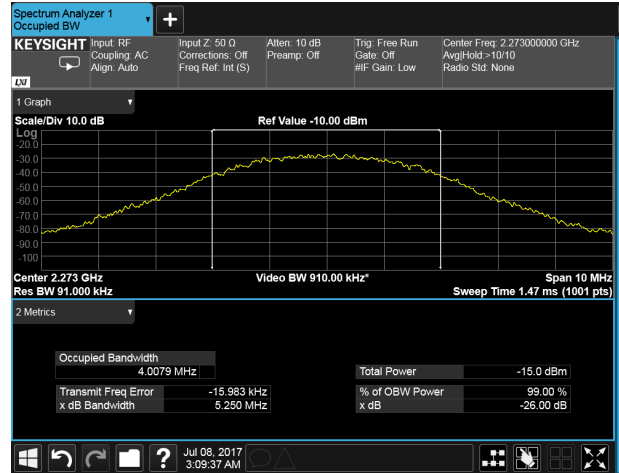 Spectrum Analyzer 1
Occupied BW
KEYSIGHT
LXI
Input: RF
Coupling: AC
Align: Auto
Input Z: 50 Ω
Corrections: Off
Freq Ref: Int (S)
Atten: 10 dB
Preamp: Off
Trig: Free Run
Gate: Off
#IF Gain: Low
Center Freq: 2.273000000 GHz
Avg|Hold:>10/10
Radio Std: None
1 Graph
Scale/Div 10.0 dB
Ref Value -10.00 dBm
Log
-20.0
-30.0
-40.0
-50.0
-60.0
-70.0
-80.0
-90.0
-100
Center 2.273 GHz
Video BW 910.00 kHz*
Span 10 MHz
Res BW 91.000 kHz
Sweep Time 1.47 ms (1001 pts)
2 Metrics
Occupied Bandwidth
4.0079 MHz
Total Power -15.0 dBm
Transmit Freq Error -15.983 kHz
% of OBW Power 99.00 %
x dB Bandwidth 5.250 MHz
x dB -26.00 dB
?
Jul 08, 2017
3:09:37 AM